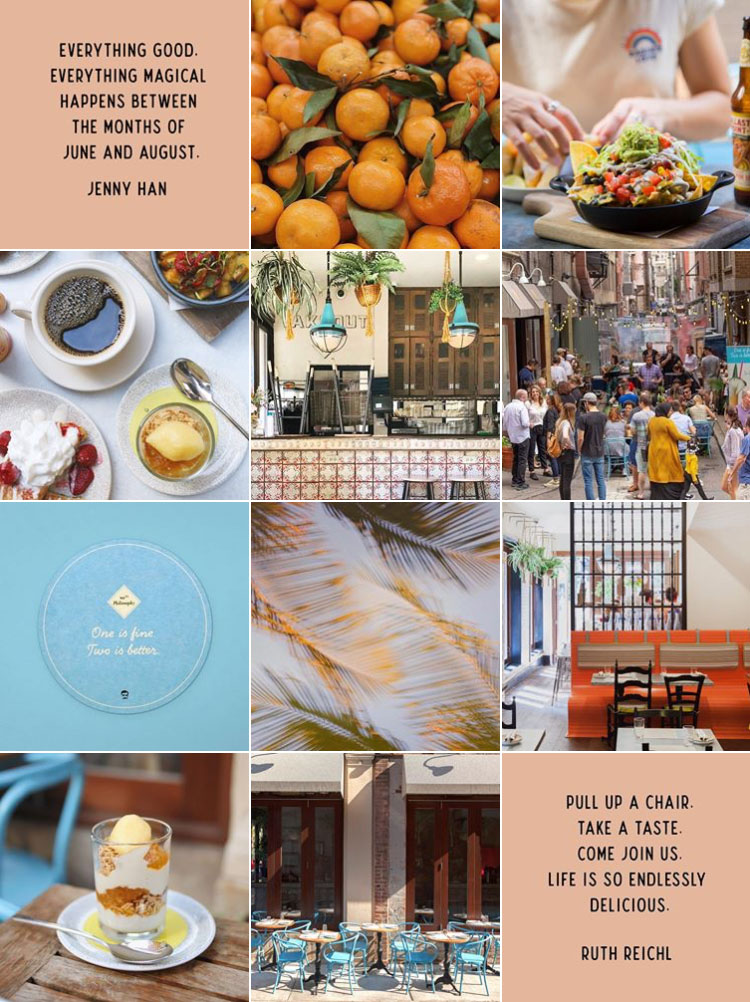 EVERYTHING GOOD.
EVERYTHING MAGICAL
HAPPENS BETWEEN
THE MONTHS OF
JUNE AND AUGUST.
JENNY HAN
One is fine
Two is better.
PULL UP A CHAIR.
TAKE A TASTE.
COME JOIN US.
LIFE IS SO ENDLESSLY
DELICIOUS.
RUTH REICHL